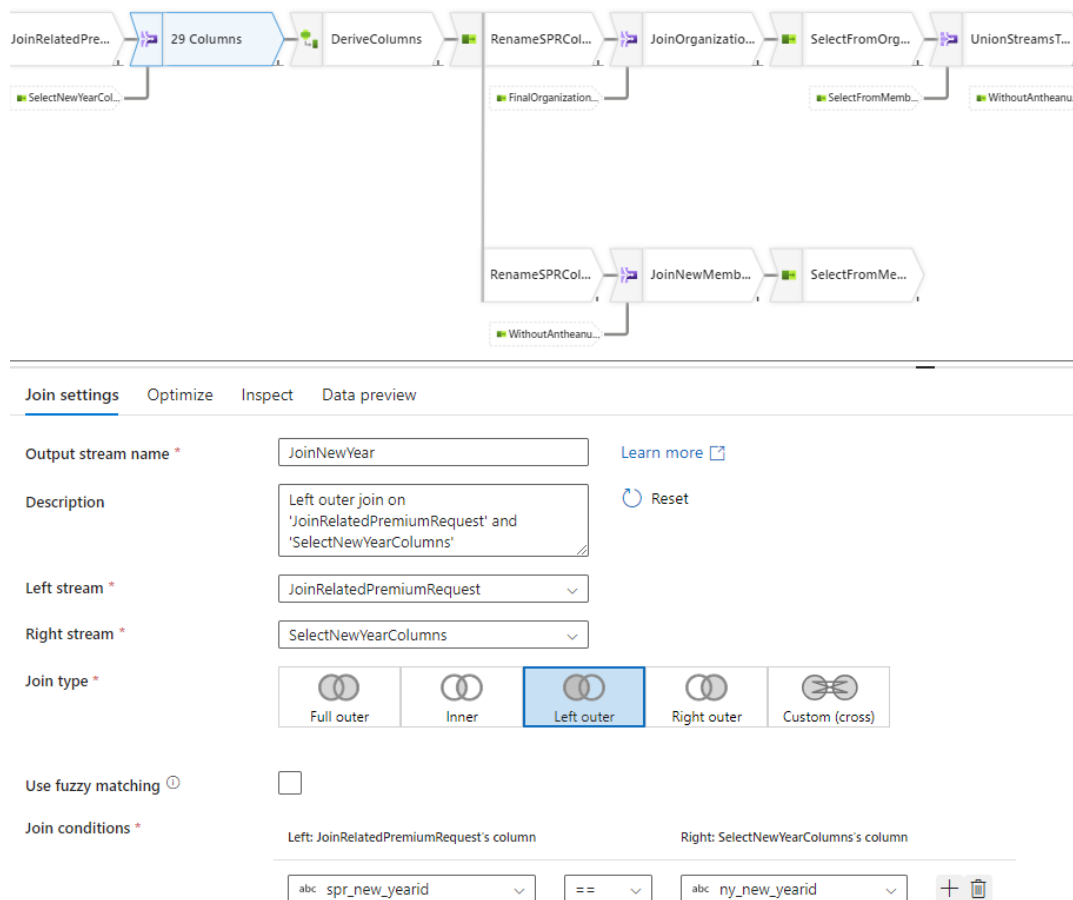 JoinRelatedPre...
29 Columns
DeriveColumns
RenameSPRCol...
JoinOrganizatio...
SelectFromOrg...
UnionStreamsT...
SelectNewYearCol...
FinalOrganization...
SelectFromMemb...
WithoutAntheanu...
RenameSPRCol...
JoinNewMemb...
SelectFromMe...
WithoutAntheanu...
Join settings
Optimize
Inspect
Data preview
Output stream name *
JoinNewYear
Learn more
Description
Left outer join on
'JoinRelatedPremiumRequest' and
'SelectNewYearColumns'
Reset
Left stream *
JoinRelatedPremiumRequest
Right stream *
SelectNewYearColumns
Join type *
Full outer
Inner
Left outer
Right outer
Custom (cross)
Use fuzzy matching
Join conditions *
Left: JoinRelatedPremiumRequest's column
Right: SelectNewYearColumns's column
abc spr_new_yearid
==
abc ny_new_yearid